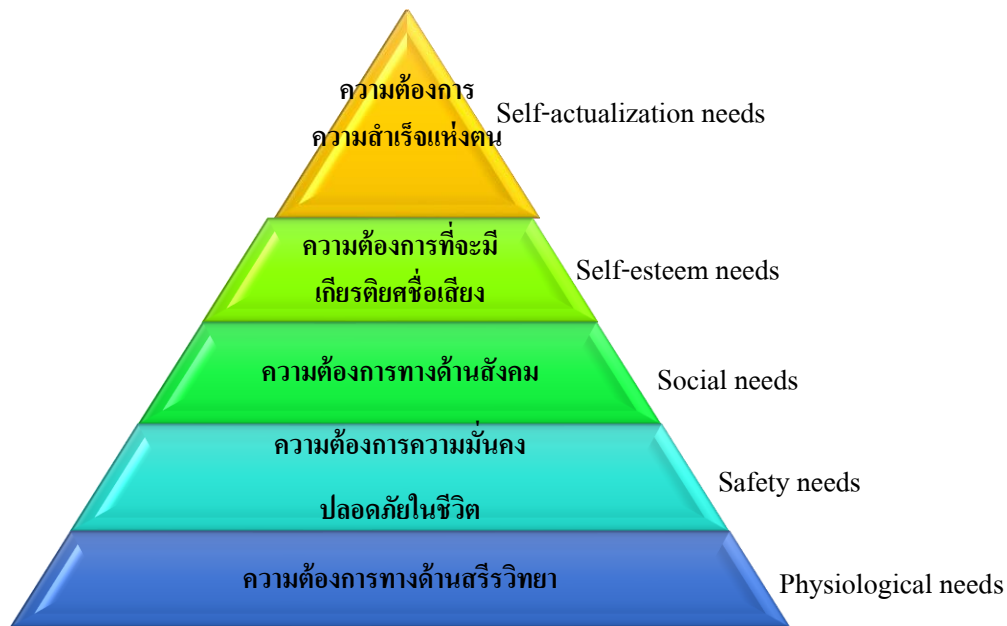 ความต้องการ
ความสำเร็จแห่งตน
Self-actualization needs
ความต้องการที่จะมี
เกียรติยศชื่อเสียง
Self-esteem needs
ความต้องการทางด้านสังคม
Social needs
ความต้องการความมั่นคง
ปลอดภัยในชีวิต
Safety needs
ความต้องการทางด้านสรีรวิทยา
Physiological needs